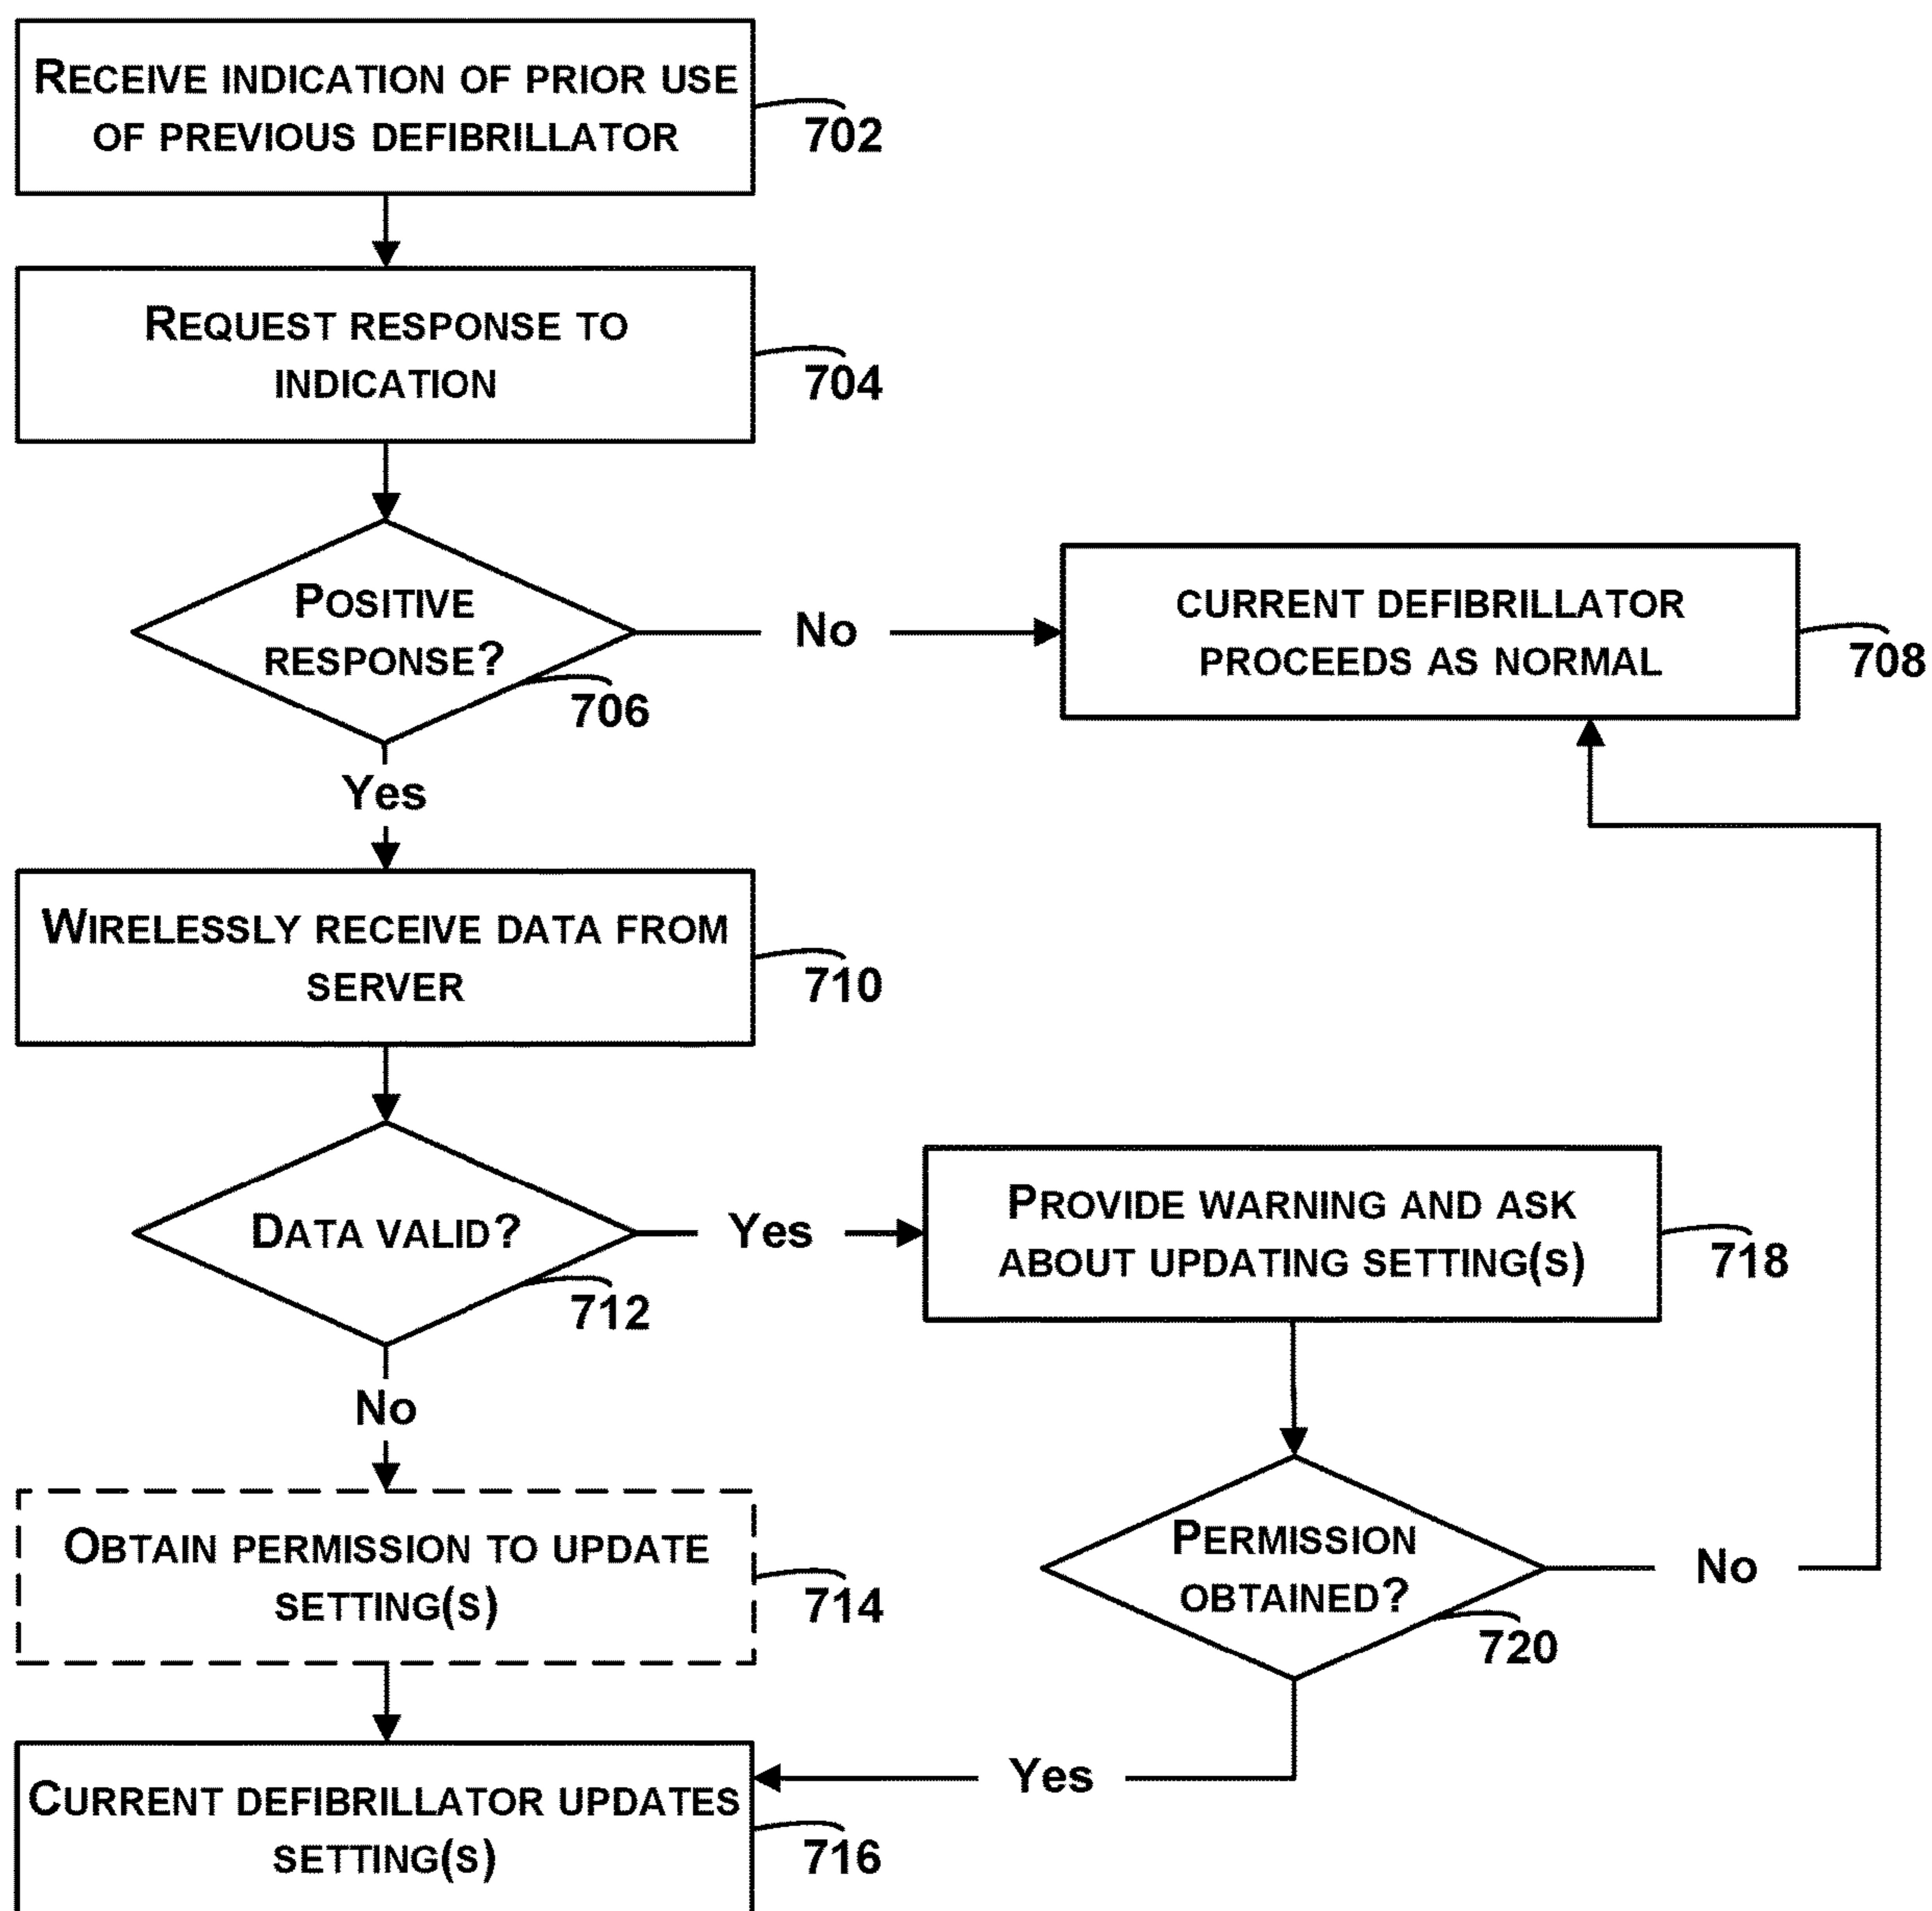 RECEIVE INDICATION OF PRIOR USE
OF PREVIOUS DEFIBRILLATOR
702
REQUEST RESPONSE TO
INDICATION
704
POSITIVE
RESPONSE?
706
No
CURRENT DEFIBRILLATOR
PROCEEDS AS NORMAL
708
Yes
WIRELESSLY RECEIVE DATA FROM
SERVER
710
DATA VALID?
712
Yes
PROVIDE WARNING AND ASK
ABOUT UPDATING SETTING(S)
718
No
OBTAIN PERMISSION TO UPDATE
SETTING(S)
714
PERMISSION
OBTAINED?
720
No
Yes
CURRENT DEFIBRILLATOR UPDATES
SETTING(S)
716